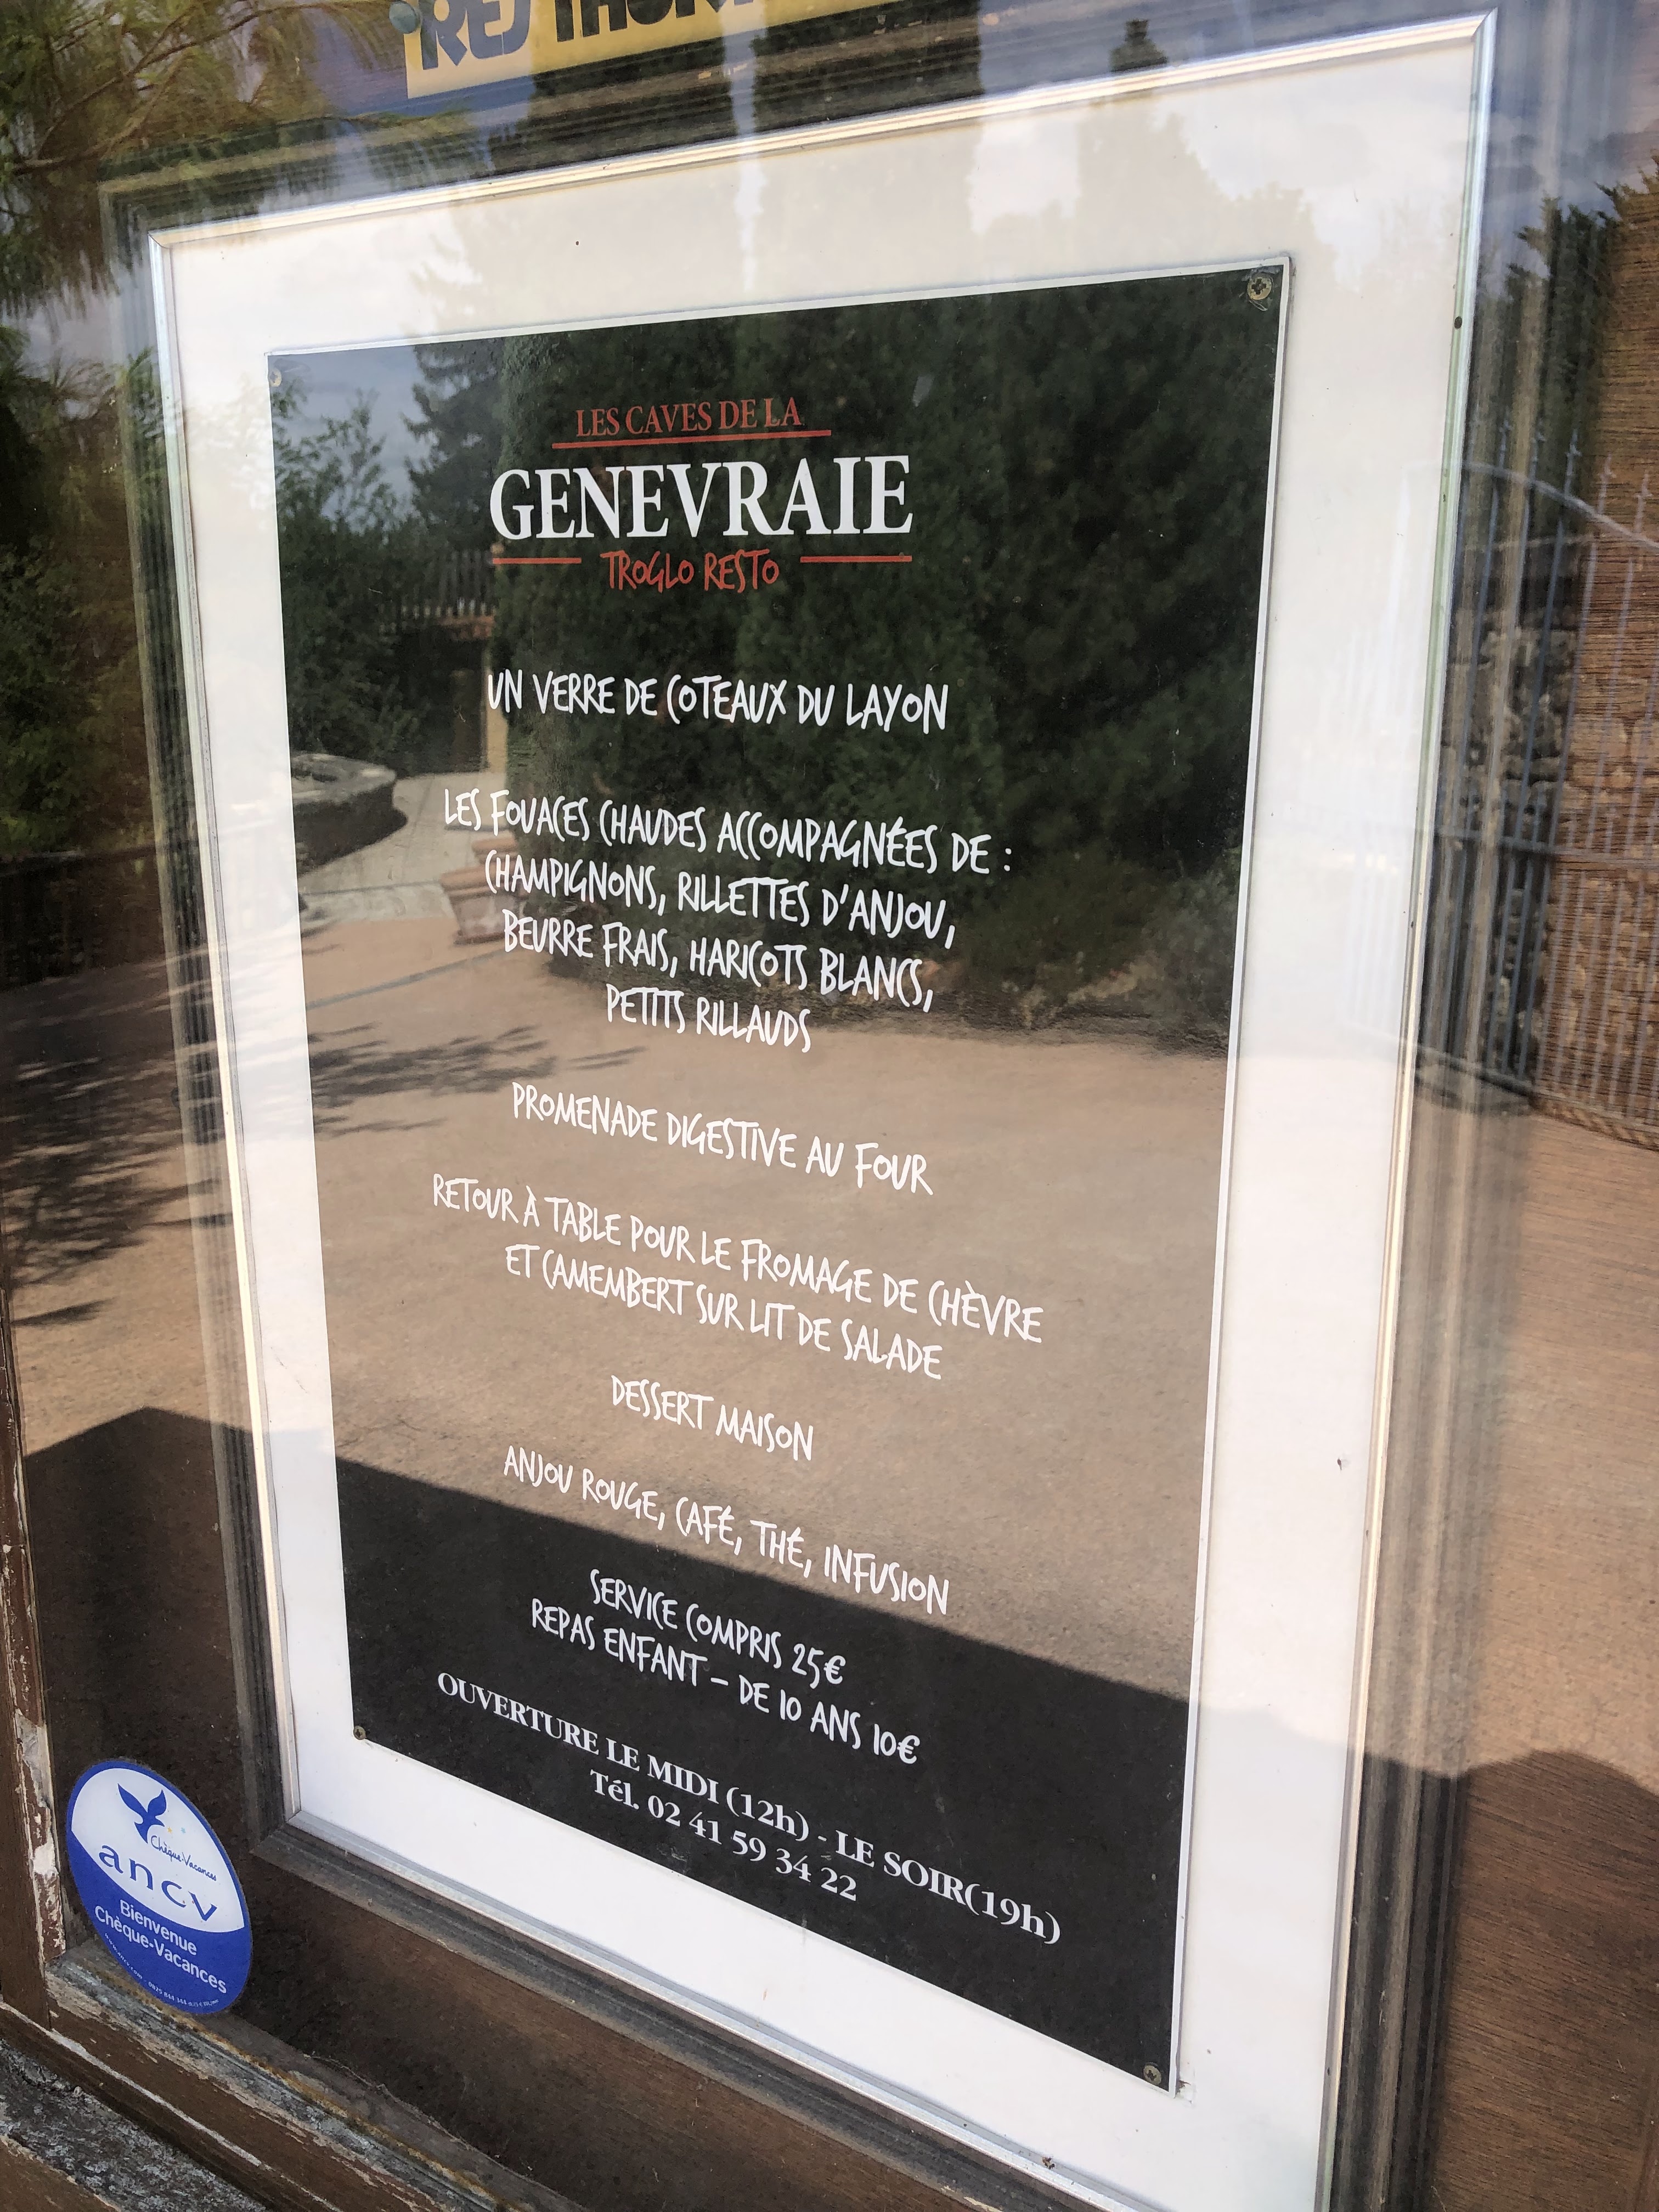 LES CAVES DE LA
GENEVRAIE
TROGLO RESTO
UN VERRE DE COTEAUX DU LAYON
LES FOUACES CHAUDES ACCOMPAGNÉES DE :
CHAMPIGNONS, RILLETTES D'ANJOU,
BEURRE FRAIS, HARICOTS BLANCS,
PETITS RILLAUDS
PROMENADE DIGESTIVE AU FOUR
RETOUR À TABLE POUR LE FROMAGE DE CHÈVRE
ET CAMEMBERT SUR LIT DE SALADE
DESSERT MAISON
ANJOU ROUGE, CAFÉ, THÉ, INFUSION
SERVICE COMPRIS 25€
REPAS ENFANT – DE 10 ANS 10€
OUVERTURE LE MIDI (12h) - LE SOIR(19h)
Tél. 02 41 59 34 22
Chèque-Vacances
ancv
Bienvenue
Chèque-Vacances